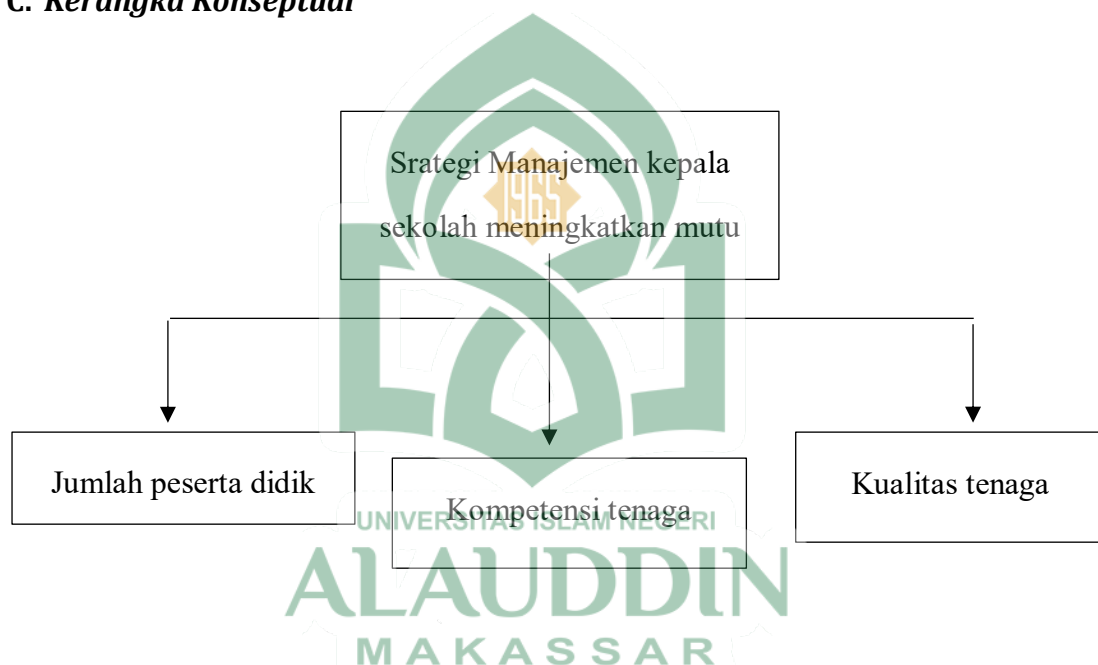 C. Kerangka Konseptual
Srategi Manajemen kepala
sekolah meningkatkan mutu
1965
Jumlah peserta didik
Kompetensi tenaga
Kualitas tenaga
UNIVERSITAS ISLAM NEGERI
ALAUDDIN
MAKASSAR